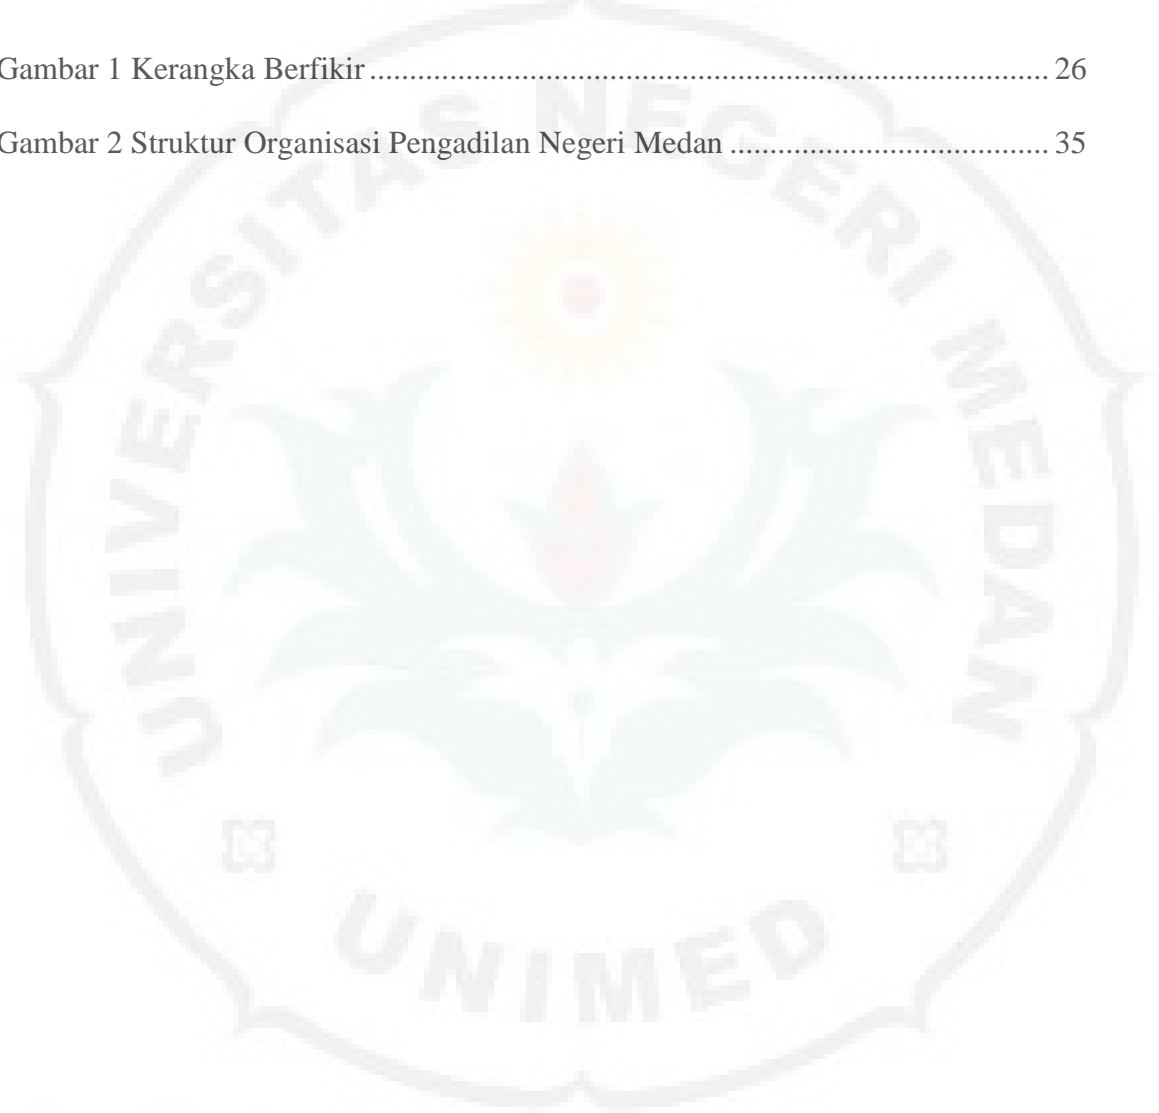 Gambar 1 Kerangka Berfikir ..................................................................................... 26
Gambar 2 Struktur Organisasi Pengadilan Negeri Medan ........................................ 35
UNIVERSITAS NEGERI MEDAN
UNIMED